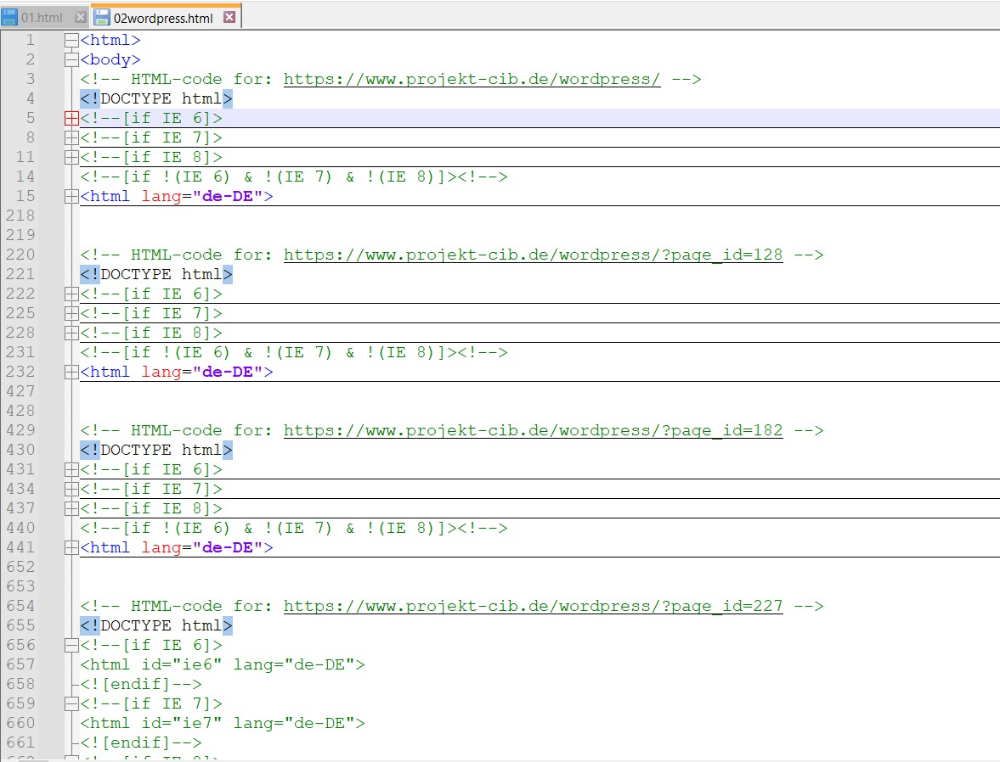 01.html 02wordpress.html
1 <html>
2 <body>
3 <!-- HTML-code for: https://www.projekt-cib.de/wordpress/ -->
4 <!DOCTYPE html>
5 <!--[if IE 6]>
8 <!--[if IE 7]>
11 <!--[if IE 8]>
14 <!--[if !(IE 6) & !(IE 7) & !(IE 8)]><!-->
15 <html lang="de-DE">
218
219
220 <!-- HTML-code for: https://www.projekt-cib.de/wordpress/?page_id=128 -->
221 <!DOCTYPE html>
222 <!--[if IE 6]>
225 <!--[if IE 7]>
228 <!--[if IE 8]>
231 <!--[if !(IE 6) & !(IE 7) & !(IE 8)]><!-->
232 <html lang="de-DE">
427
428
429 <!-- HTML-code for: https://www.projekt-cib.de/wordpress/?page_id=182 -->
430 <!DOCTYPE html>
431 <!--[if IE 6]>
434 <!--[if IE 7]>
437 <!--[if IE 8]>
440 <!--[if !(IE 6) & !(IE 7) & !(IE 8)]><!-->
441 <html lang="de-DE">
652
653
654 <!-- HTML-code for: https://www.projekt-cib.de/wordpress/?page_id=227 -->
655 <!DOCTYPE html>
656 <!--[if IE 6]>
657 <html id="ie6" lang="de-DE">
658 <![endif]-->
659 <!--[if IE 7]>
660 <html id="ie7" lang="de-DE">
661 <![endif]-->